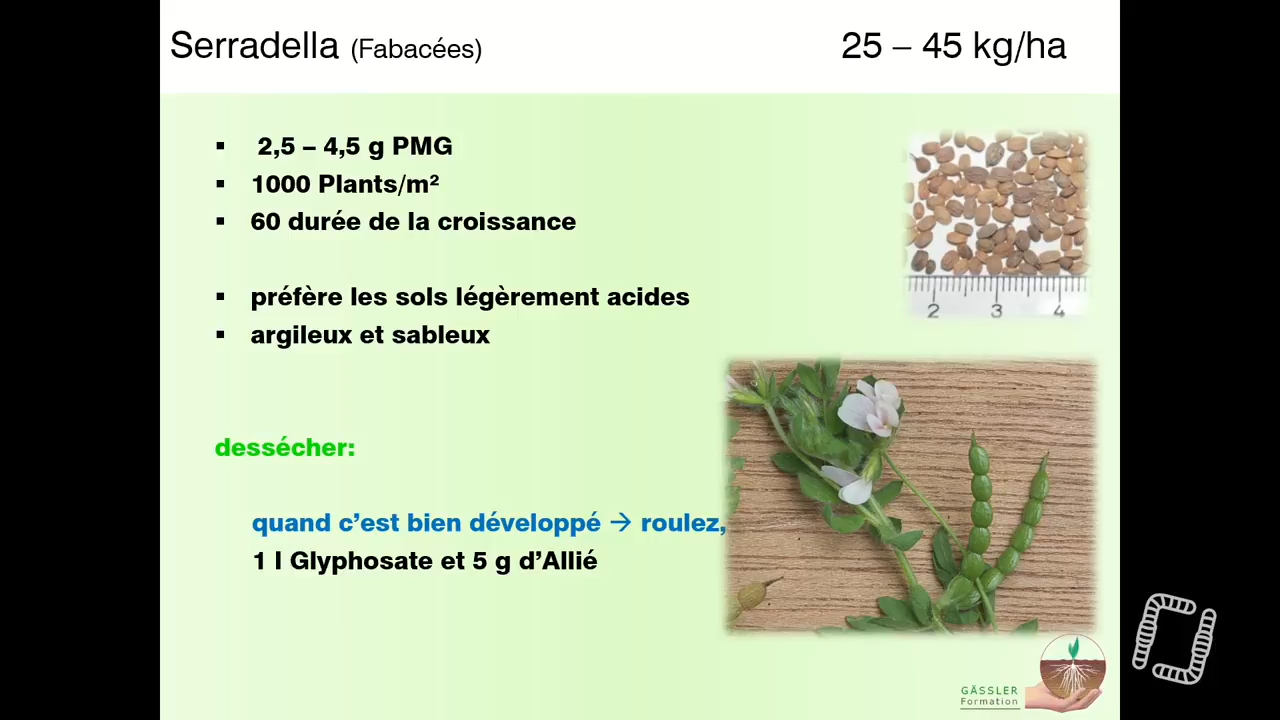 Serradella (Fabacées)
25 – 45 kg/ha
▪ 2,5 – 4,5 g PMG
▪ 1000 Plants/m²
▪ 60 durée de la croissance
▪ préfère les sols légèrement acides
▪ argileux et sableux
2 3 4
dessécher:
quand c’est bien développé → roulez,
1 l Glyphosate et 5 g d’Allié
GÄSSLER
Formation